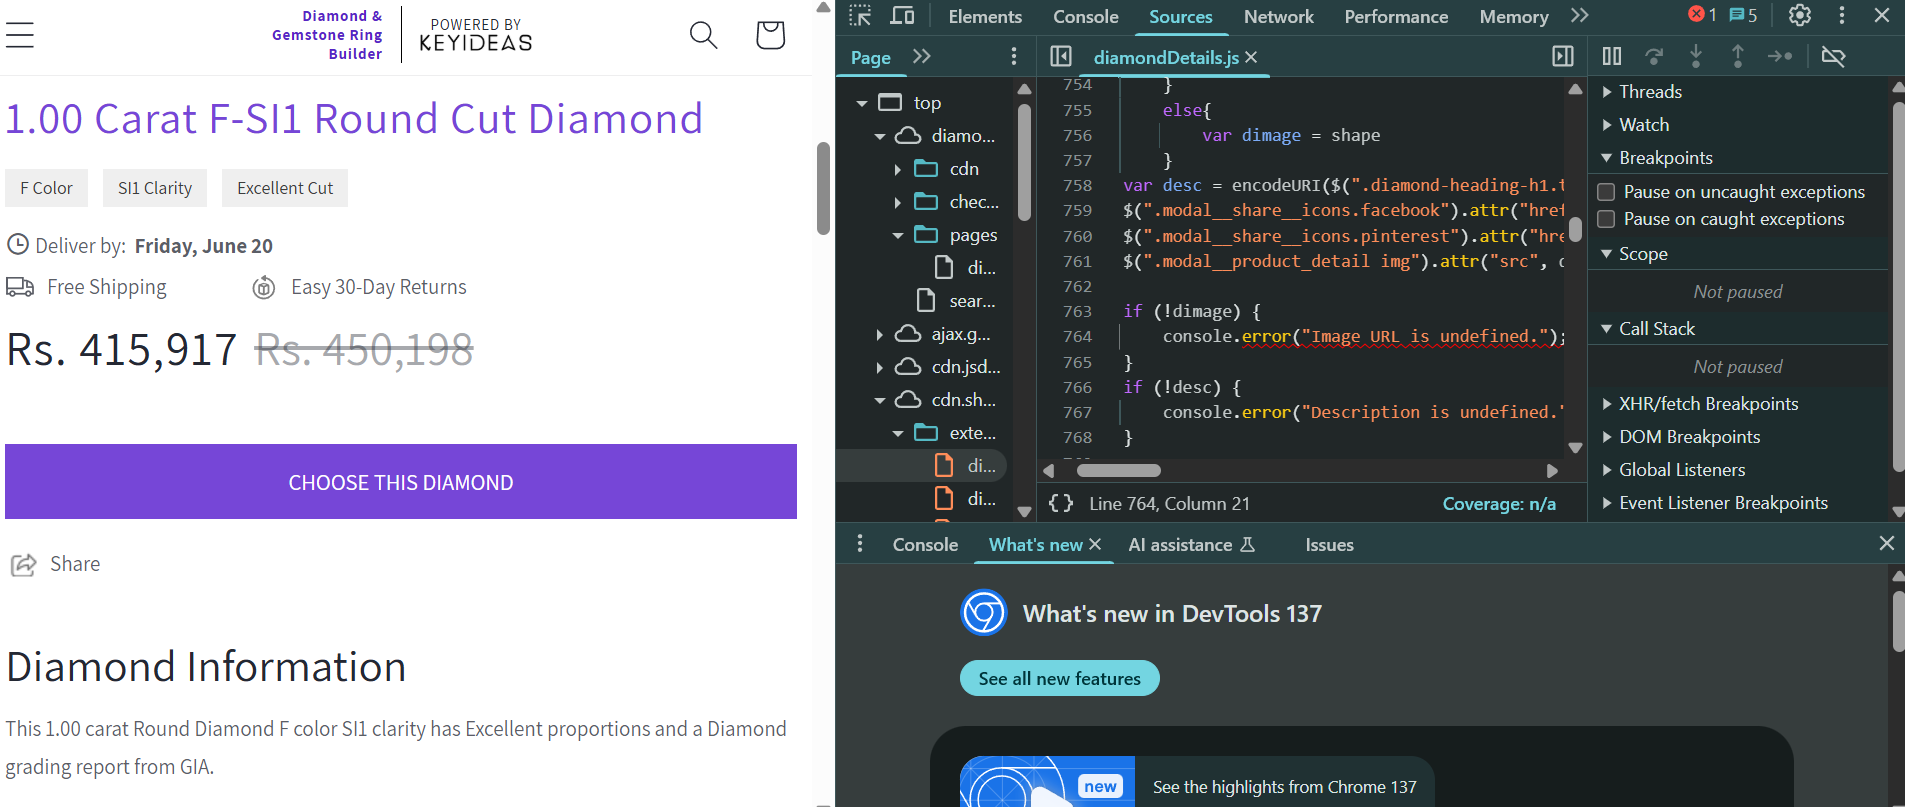 Diamond &
Gemstone Ring
Builder
POWERED BY
KEYIDEAS
1.00 Carat F-SI1 Round Cut Diamond
F Color
SI1 Clarity
Excellent Cut
Deliver by: Friday, June 20
Free Shipping
Easy 30-Day Returns
Rs. 415,917 Rs. 450,198
CHOOSE THIS DIAMOND
Share
Diamond Information
This 1.00 carat Round Diamond F color SI1 clarity has Excellent proportions and a Diamond
grading report from GIA.
Elements Console Sources Network Performance Memory 1 5
Page
top
diamo...
cdn
chec...
pages
di...
sear...
ajax.g...
cdn.jsd...
cdn.sh...
exte...
di...
di...
diamondDetails.js
754 }
755 else{
756 var dimage = shape
757 }
758 var desc = encodeURI($(".diamond-heading-h1.t
759 $(".modal__share__icons.facebook").attr("href
760 $(".modal__share__icons.pinterest").attr("hre
761 $(".modal__product_detail img").attr("src", d
762
763 if (!dimage) {
764 console.error("Image URL is undefined.");
765 }
766 if (!desc) {
767 console.error("Description is undefined."
768 }
{} Line 764, Column 21 Coverage: n/a
Threads
Watch
Breakpoints
Pause on uncaught exceptions
Pause on caught exceptions
Scope
Not paused
Call Stack
Not paused
XHR/fetch Breakpoints
DOM Breakpoints
Global Listeners
Event Listener Breakpoints
Console What's new AI assistance Issues
What's new in DevTools 137
See all new features
new
See the highlights from Chrome 137